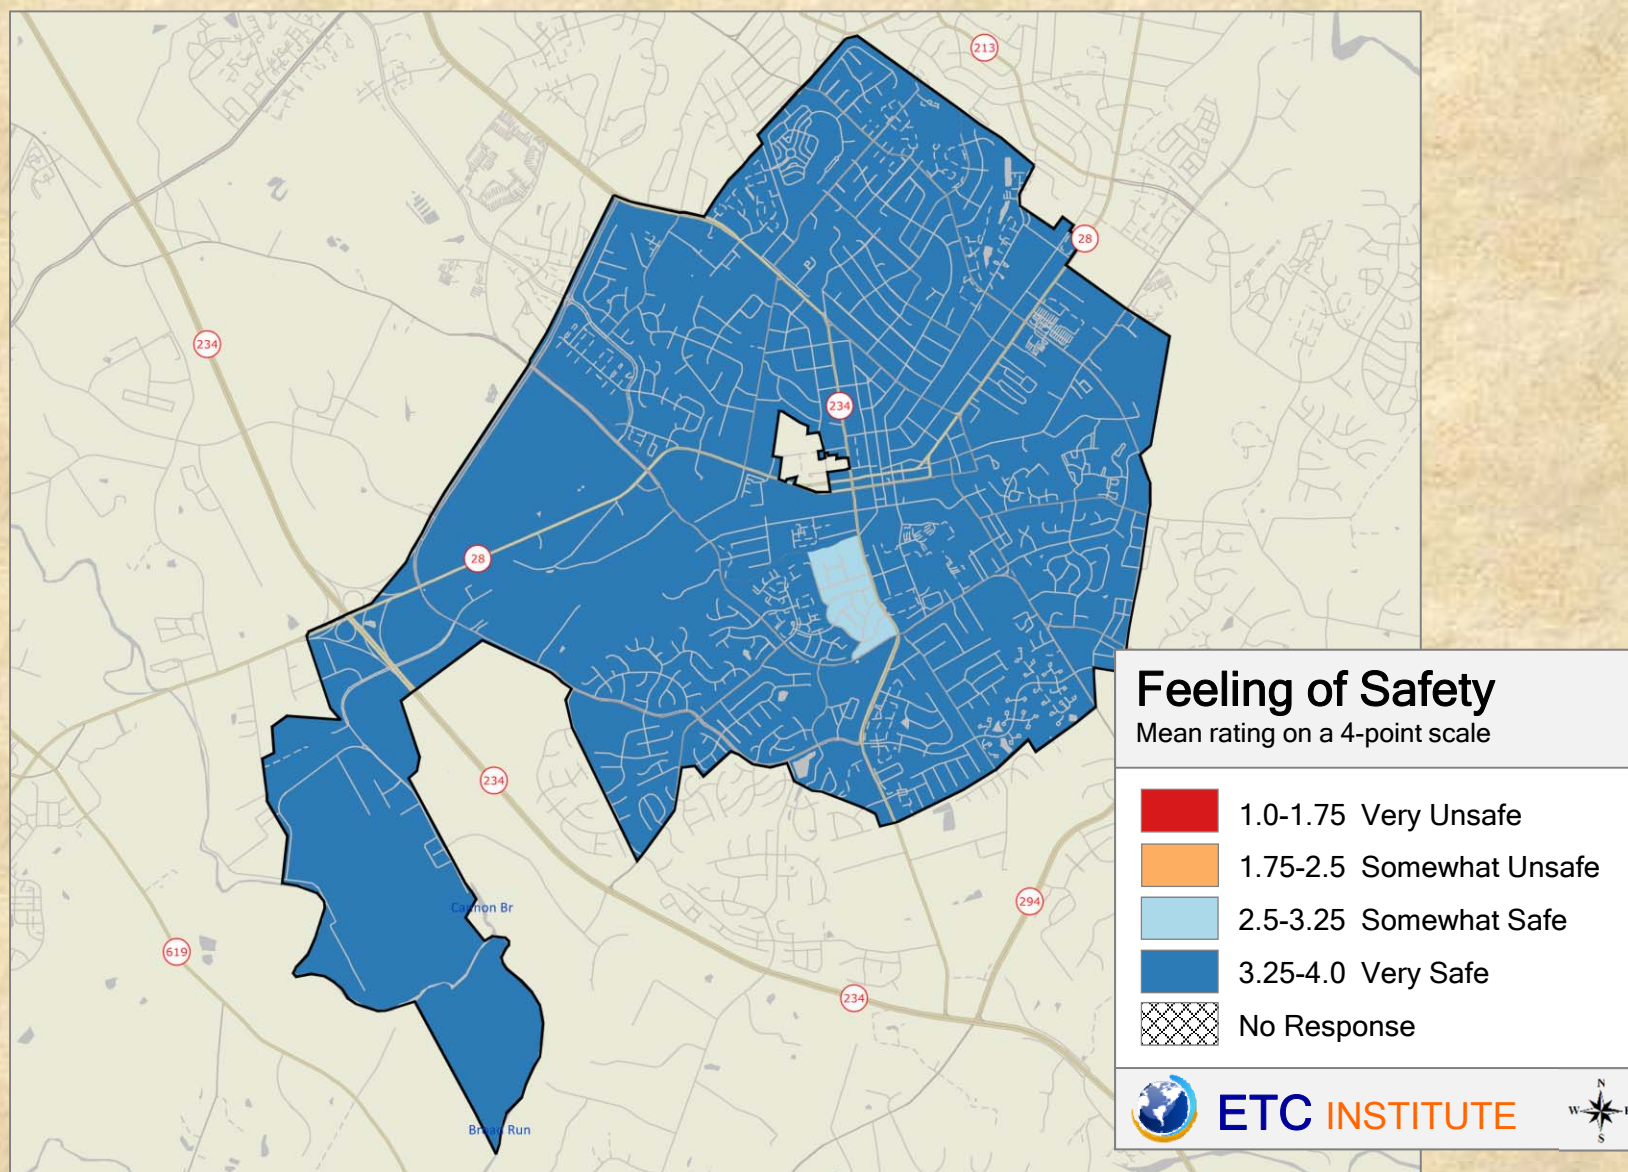 213
28
234
234
28
234
Cannon Br
294
619
234
Broad Run
Feeling of Safety
Mean rating on a 4-point scale
1.0-1.75 Very Unsafe
1.75-2.5 Somewhat Unsafe
2.5-3.25 Somewhat Safe
3.25-4.0 Very Safe
No Response
ETC INSTITUTE
N
W E
S